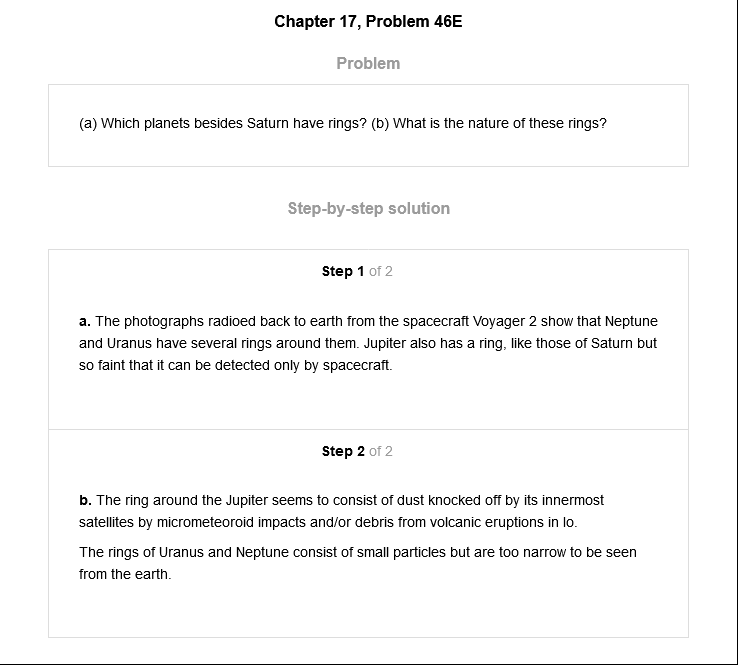 Chapter 17, Problem 46E
Problem
(a) Which planets besides Saturn have rings? (b) What is the nature of these rings?
Step-by-step solution
Step 1 of 2
a. The photographs radioed back to earth from the spacecraft Voyager 2 show that Neptune
and Uranus have several rings around them. Jupiter also has a ring, like those of Saturn but
so faint that it can be detected only by spacecraft.
Step 2 of 2
b. The ring around the Jupiter seems to consist of dust knocked off by its innermost
satellites by micrometeoroid impacts and/or debris from volcanic eruptions in Io.
The rings of Uranus and Neptune consist of small particles but are too narrow to be seen
from the earth.